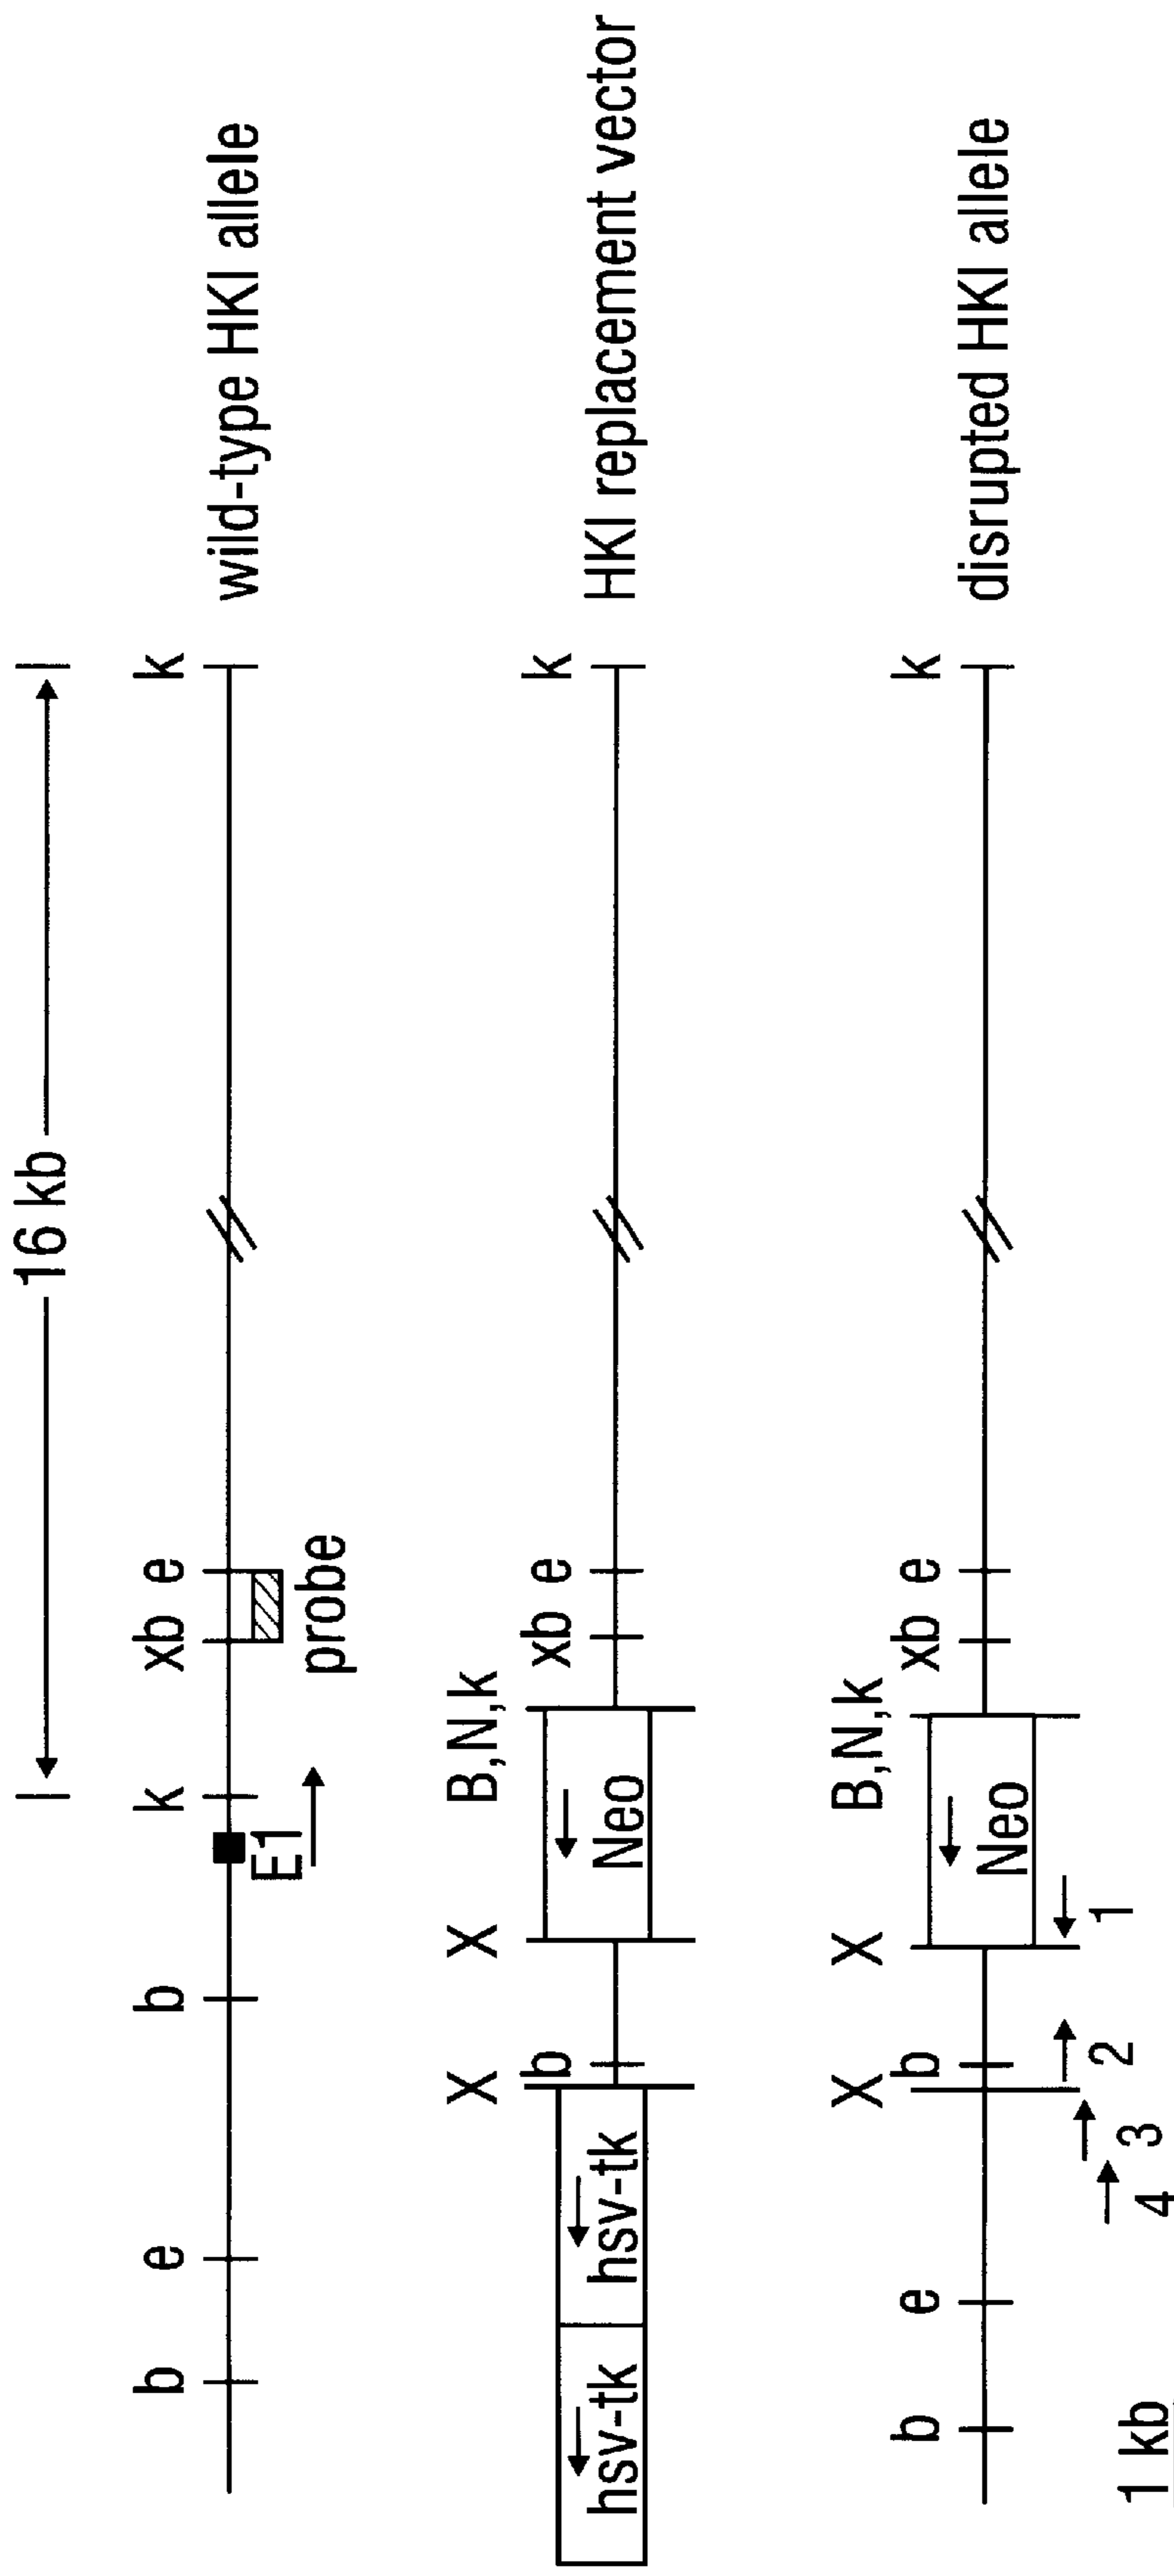 16 kb
b e b k xb e k
wild-type HKI allele
E1
probe
X X B,N,k
b xb e k
hsv-tk hsv-tk Neo
HKI replacement vector
X X B,N,k
b e b xb e k
Neo
disrupted HKI allele
4 3 2 1
1 kb